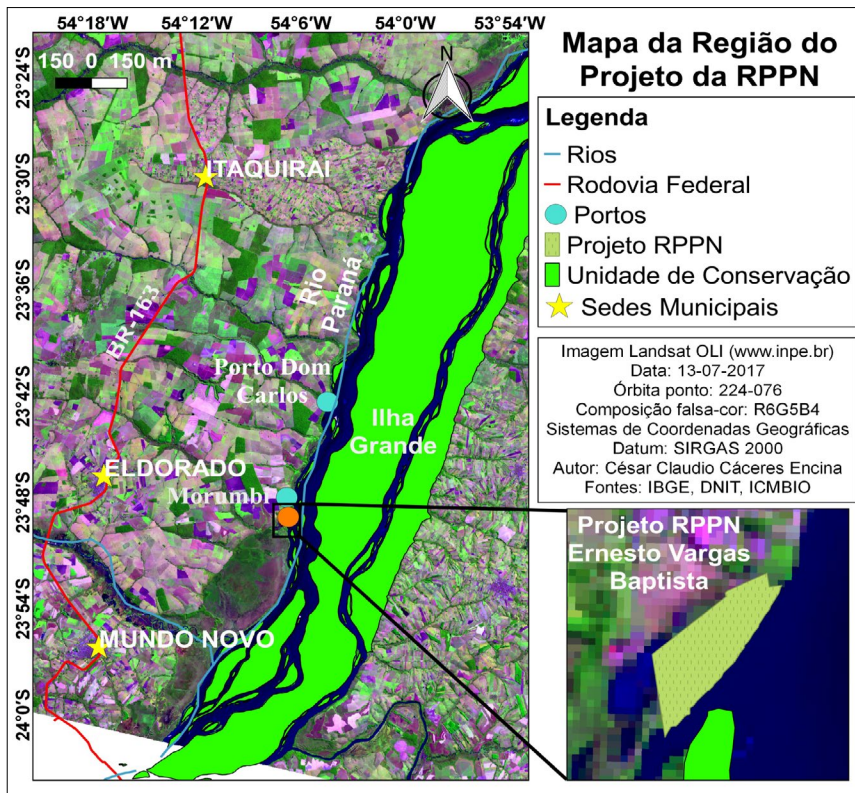 54°18'W 54°12'W 54°6'W 54°0'W 53°54'W
23°24'S
23°30'S
23°36'S
23°42'S
23°48'S
23°54'S
24°0'S
150 0 150 m
N
ITAQUIRAI
BR-163
Rio
Paraná
Porto Dom
Carlos
Ilha
Grande
ELDORADO
Morumbi
MUNDO NOVO
Mapa da Região do
Projeto da RPPN
Legenda
Rios
Rodovia Federal
Portos
Projeto RPPN
Unidade de Conservação
Sedes Municipais
Imagem Landsat OLI (www.inpe.br)
Data: 13-07-2017
Órbita ponto: 224-076
Composição falsa-cor: R6G5B4
Sistemas de Coordenadas Geográficas
Datum: SIRGAS 2000
Autor: César Claudio Cáceres Encina
Fontes: IBGE, DNIT, ICMBIO
Projeto RPPN
Ernesto Vargas
Baptista